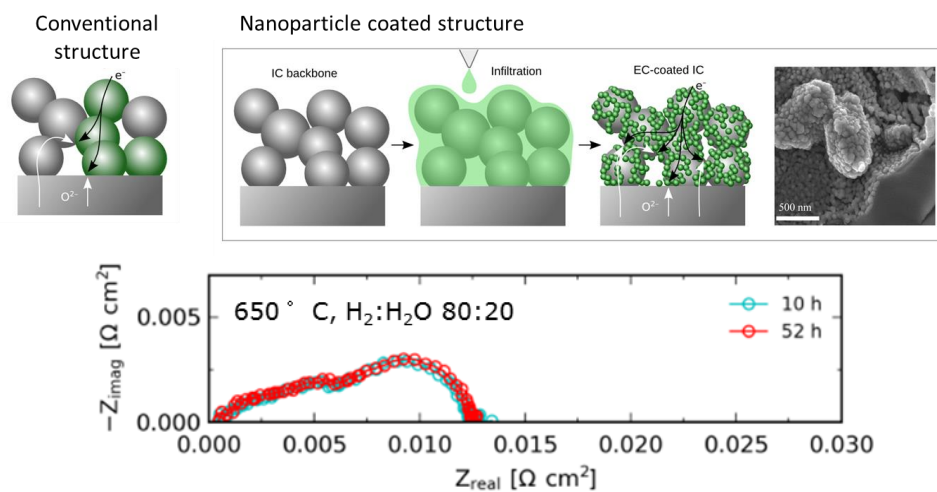 Conventional
structure
Nanoparticle coated structure
e⁻
O²⁻
IC backbone
Infiltration
EC-coated IC
e⁻
O²⁻
500 nm
650° C, H₂:H₂O 80:20
10 h
52 h
−Z_imag [Ω cm²]
0.005
0.000
0.000 0.005 0.010 0.015 0.020 0.025 0.030
Z_real [Ω cm²]